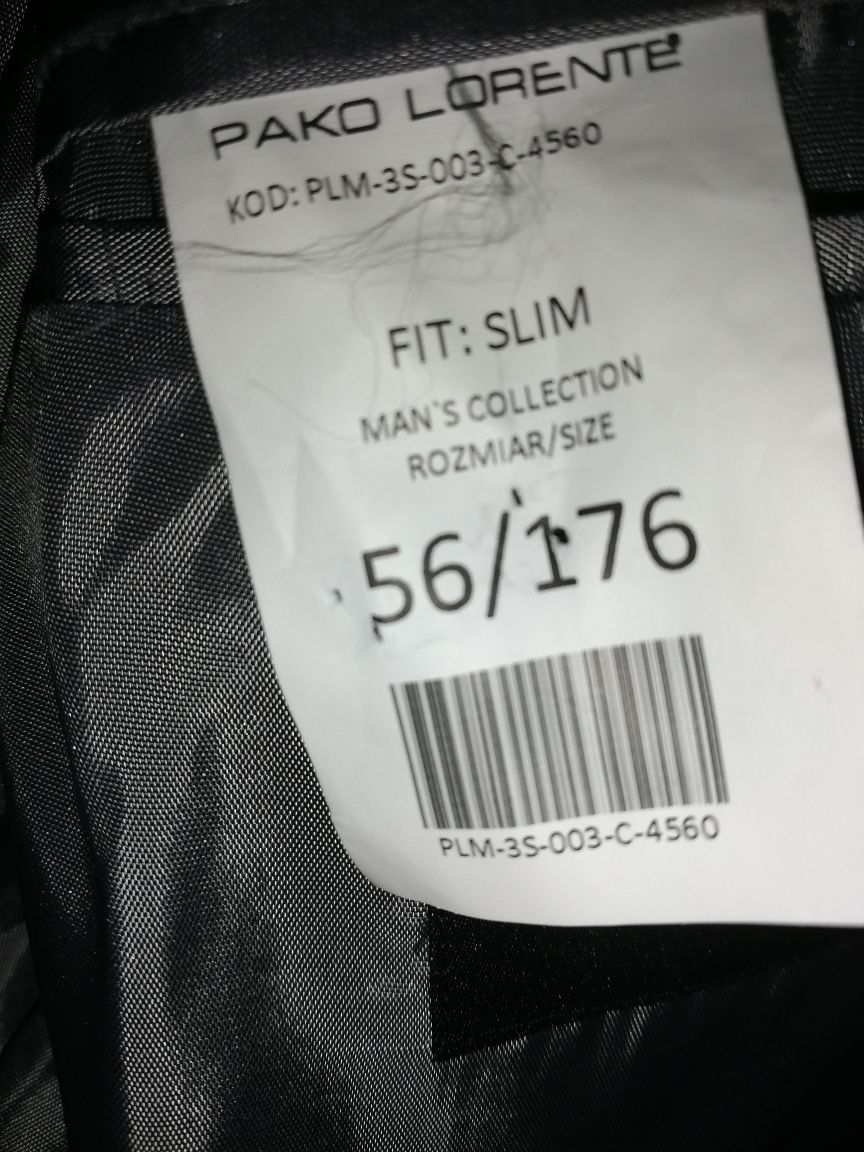 PAKO LORENTE
KOD: PLM-3S-003-C-4560
FIT: SLIM
MAN`S COLLECTION
ROZMIAR/SIZE
56/176
PLM-3S-003-C-4560